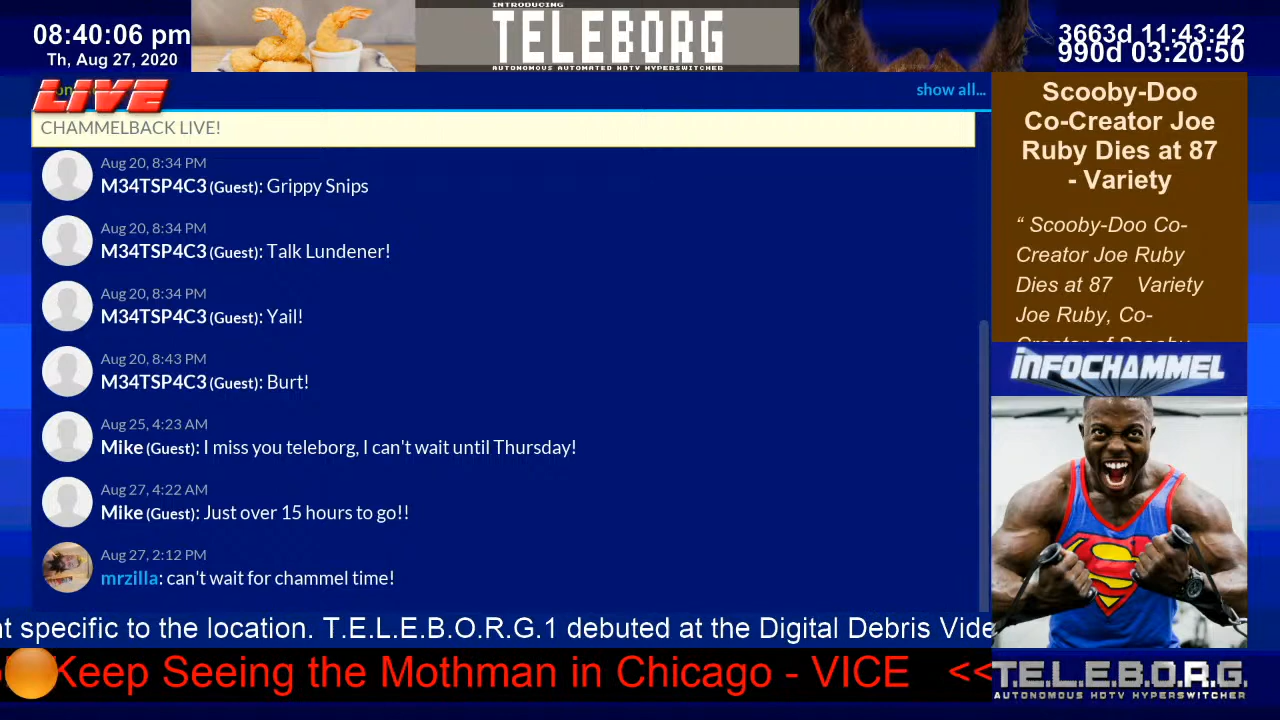 08:40:06 pm
Th, Aug 27, 2020
INTRODUCING
TELEBORG
AUTONOMOUS AUTOMATED HDTV HYPERSWITCHER
3663d 11:43:42
990d 03:20:50
LIVE
show all...
CHAMMELBACK LIVE!
Aug 20, 8:34 PM
M34TSP4C3 (Guest): Grippy Snips
Aug 20, 8:34 PM
M34TSP4C3 (Guest): Talk Lundener!
Aug 20, 8:34 PM
M34TSP4C3 (Guest): Yail!
Aug 20, 8:43 PM
M34TSP4C3 (Guest): Burt!
Aug 25, 4:23 AM
Mike (Guest): I miss you teleborg, I can't wait until Thursday!
Aug 27, 4:22 AM
Mike (Guest): Just over 15 hours to go!!
Aug 27, 2:12 PM
mrzilla: can't wait for chammel time!
Scooby-Doo
Co-Creator Joe
Ruby Dies at 87
- Variety
“ Scooby-Doo Co-
Creator Joe Ruby
Dies at 87 Variety
Joe Ruby, Co-
Creator of Scooby
INFOCHAMMEL
S
nt specific to the location. T.E.L.E.B.O.R.G.1 debuted at the Digital Debris Vide
Keep Seeing the Mothman in Chicago - VICE <<
T.E.L.E.B.O.R.G.
AUTONOMOUS HDTV HYPERSWITCHER